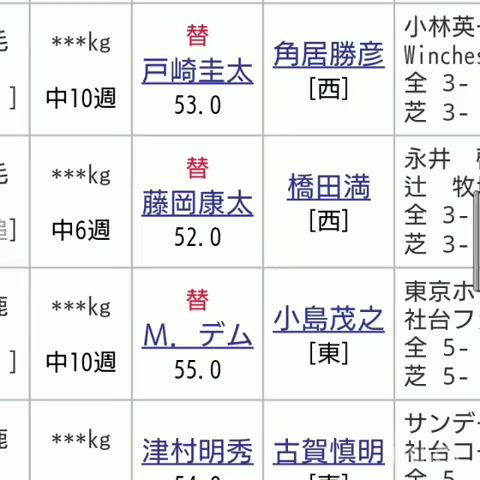 毛 ***kg 替 小林英
戸崎圭太 角居勝彦 Winches
] 中10週 53.0 [西] 全 3-
芝 3-
毛 ***kg 替 永井
藤岡康太 橋田満 辻 牧
] 中6週 52.0 [西] 全 3-
芝 3-
鹿 ***kg 替 東京ホ
M. デム 小島茂之 社台フ
] 中10週 55.0 [東] 全 5-
芝 5-
鹿 ***kg 津村明秀 古賀慎明 サンデ
社台コ